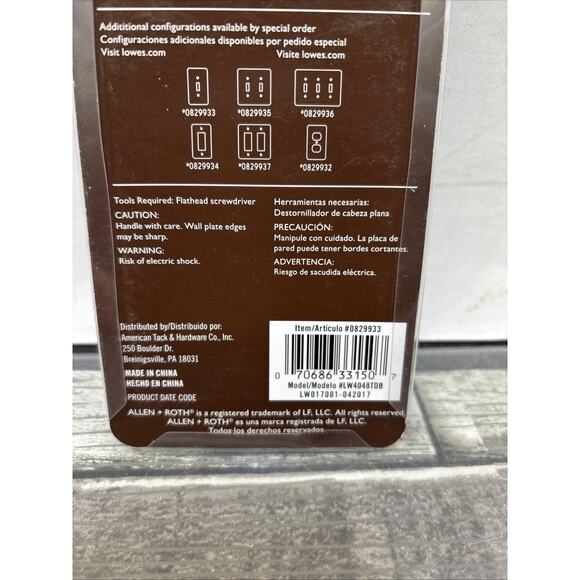 Addititional configurations available by special order
Configuraciones adicionales disponibles por pedido especial
Visit lowes.com Visite lowes.com
*0829933 *0829935 *0829936
*0829934 *0829937 *0829932
Tools Required: Flathead screwdriver
CAUTION:
Handle with care. Wall plate edges
may be sharp.
WARNING:
Risk of electric shock.
Herramientas necesarias:
Destornillador de cabeza plana
PRECAUCIÓN:
Manipule con cuidado. La placa de
pared puede tener bordes cortantes.
ADVERTENCIA:
Riesgo de sacudida eléctrica.
Distributed by/Distribuido por:
American Tack & Hardware Co., Inc.
250 Boulder Dr.
Breinigsville, PA 18031
MADE IN CHINA
HECHO EN CHINA
PRODUCT DATE CODE
Item/Artículo #0829933
0 70686 33150 7
Model/Modelo #LW4048TDB
LW017001-042017
ALLEN + ROTH® is a registered trademark of LF, LLC. All rights reserved.
ALLEN + ROTH® es una marca registrada de LF, LLC.
Todos los derechos reservados.